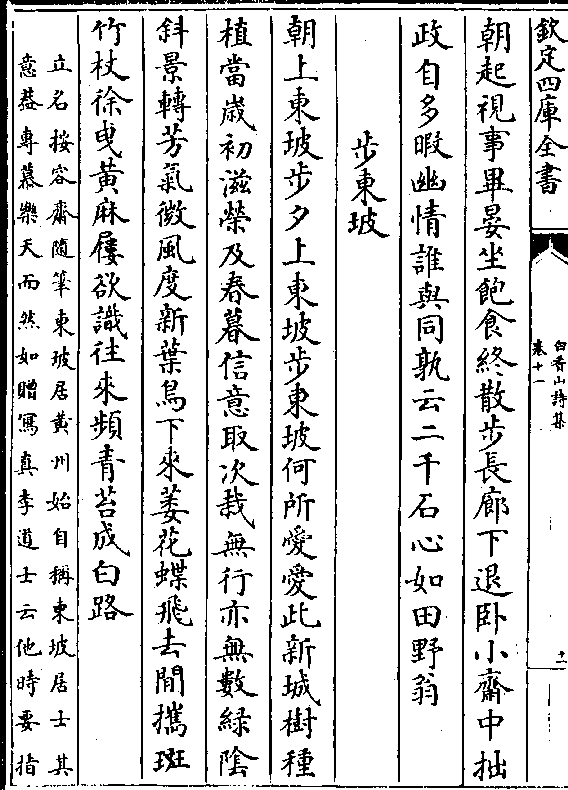 欽定四庫全書
白香山詩集
卷十一
十二
朝起視事畢晏坐飽食終散步長廊下退卧小齋中拙
政自多暇幽情誰與同孰云二千石心如田野翁
步東坡
朝上東坡步夕上東坡步東坡何所愛愛此新城樹種
植當歲初滋榮及春暮信意取次栽無行亦無數綠陰
斜景轉芳氣微風度新葉鳥下來萎花蝶飛去閒攜斑
竹杖徐曳黃麻屨欲識往來頻青苔成白路
立名按容齋隨筆東坡居黃州始自稱東坡居士其
意葢專慕樂天而然如贈寫真李道士云他時要指